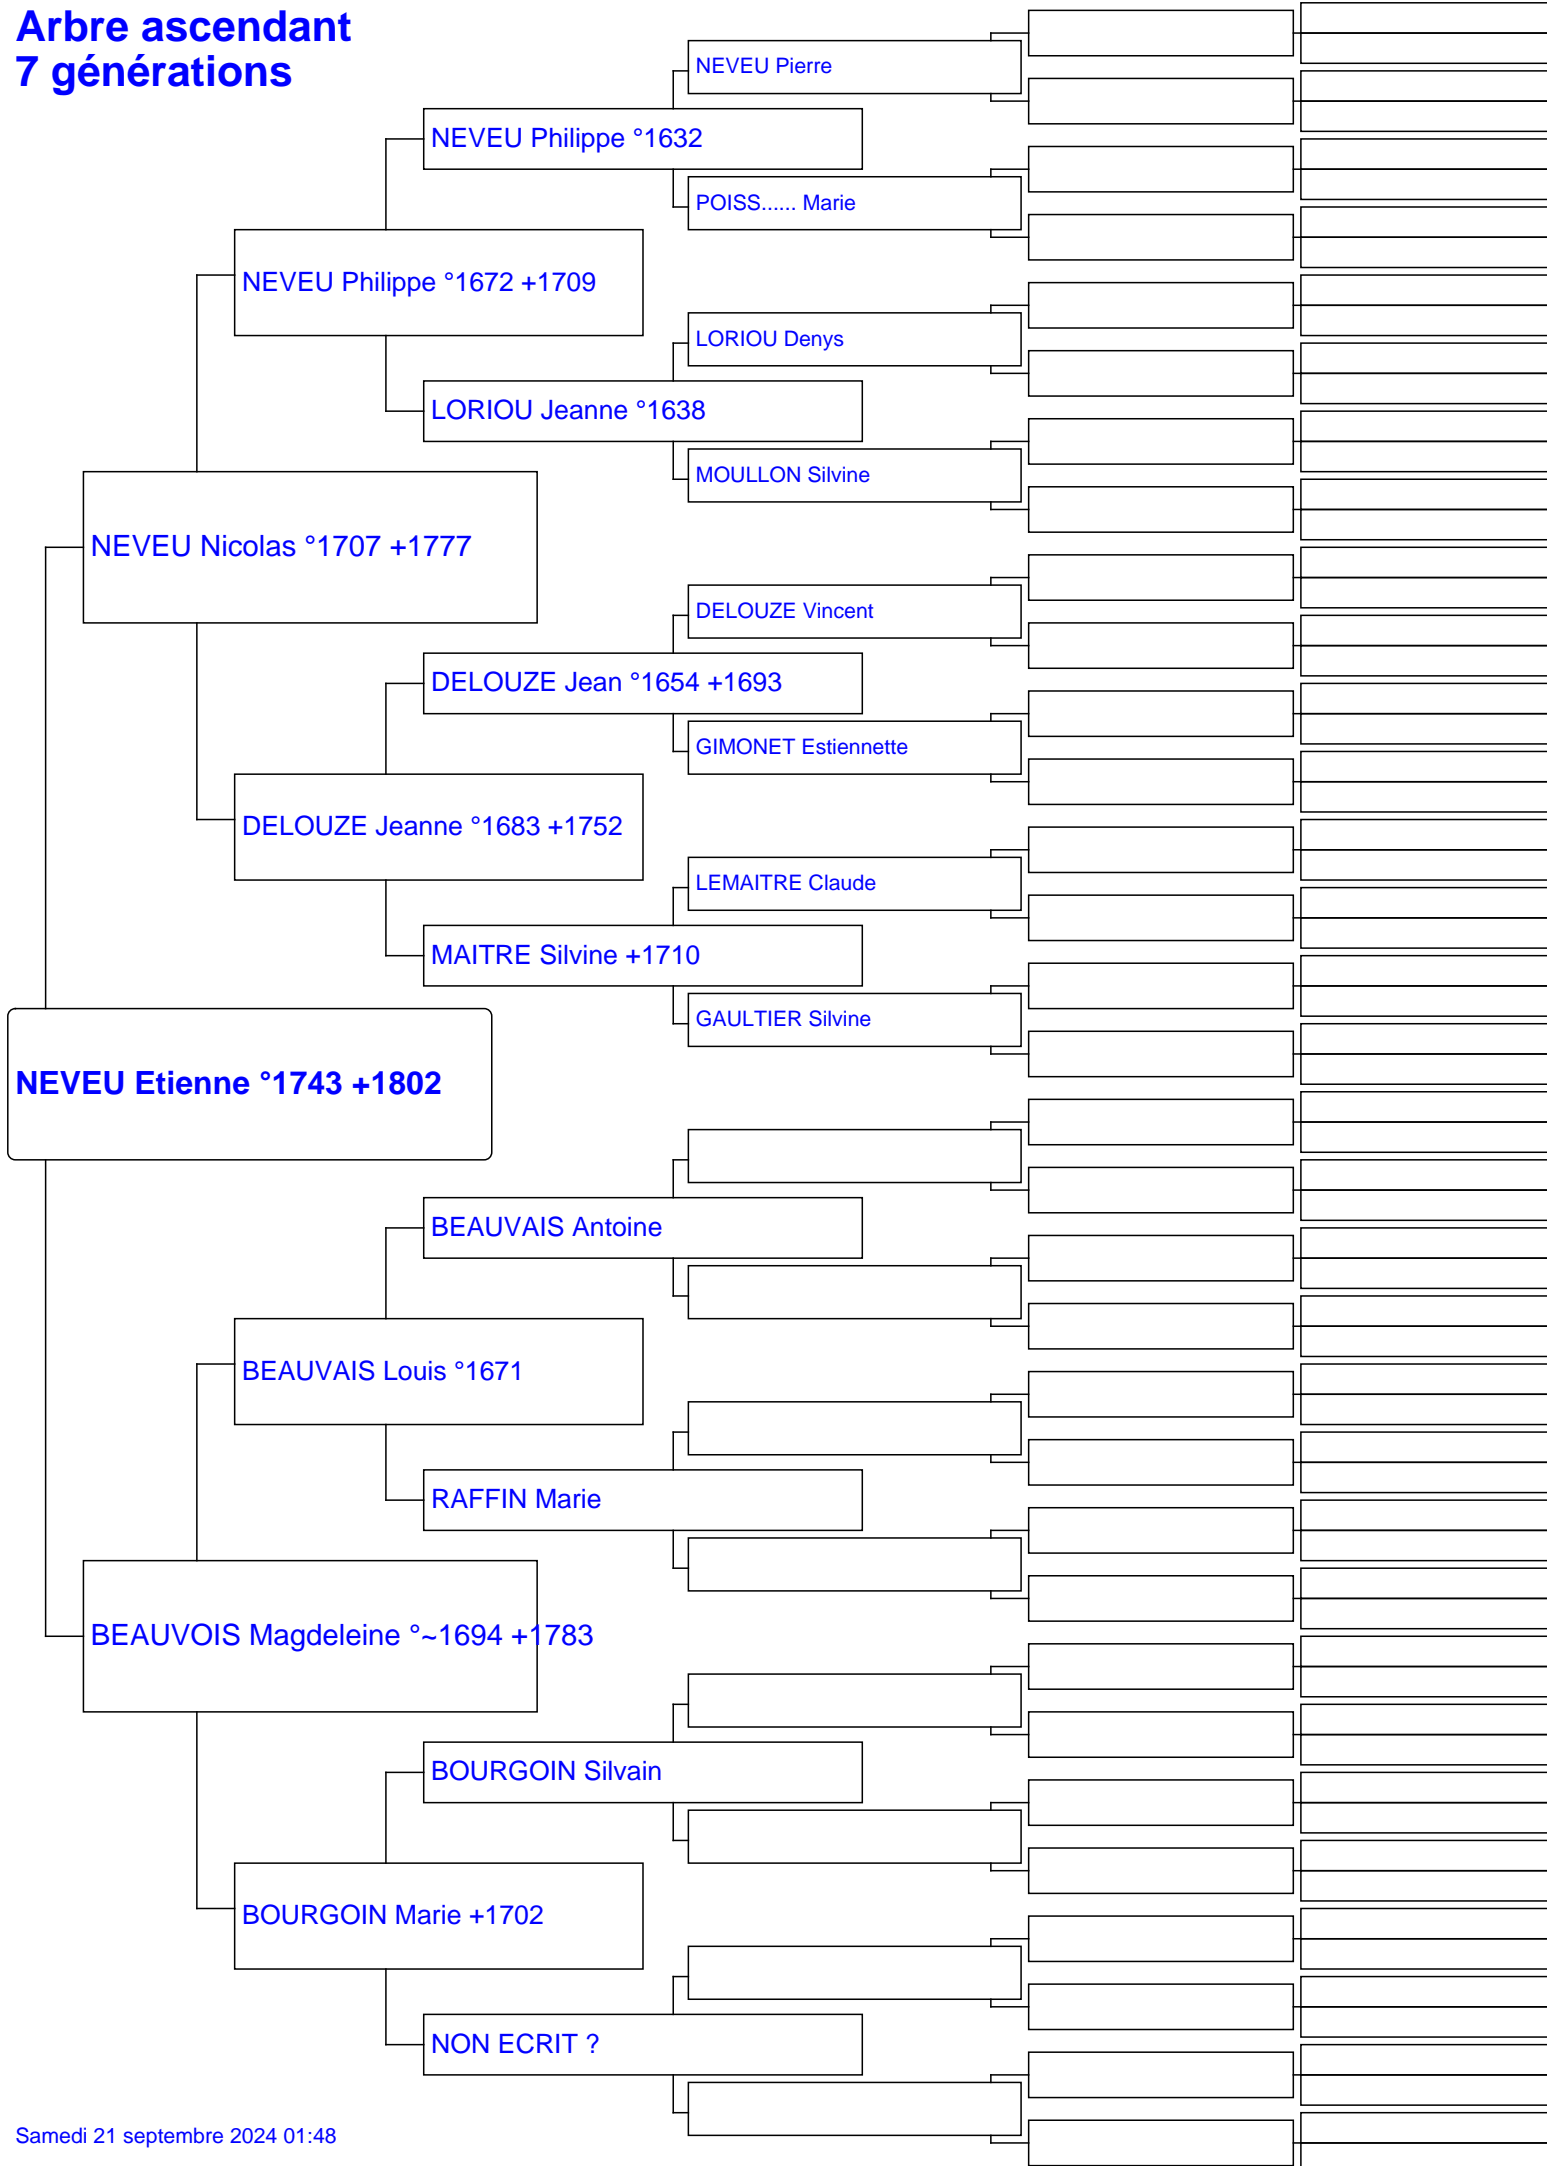 Arbre ascendant
7 générations
NEVEU Pierre
NEVEU Philippe °1632
POISS...... Marie
NEVEU Philippe °1672 +1709
LORIOU Denys
LORIOU Jeanne °1638
MOULLON Silvine
NEVEU Nicolas °1707 +1777
DELOUZE Vincent
DELOUZE Jean °1654 +1693
GIMONET Estiennette
DELOUZE Jeanne °1683 +1752
LEMAITRE Claude
MAITRE Silvine +1710
GAULTIER Silvine
NEVEU Etienne °1743 +1802
BEAUVAIS Antoine
BEAUVAIS Louis °1671
RAFFIN Marie
BEAUVOIS Magdeleine °~1694 +1783
BOURGOIN Silvain
BOURGOIN Marie +1702
NON ECRIT ?
Samedi 21 septembre 2024 01:48